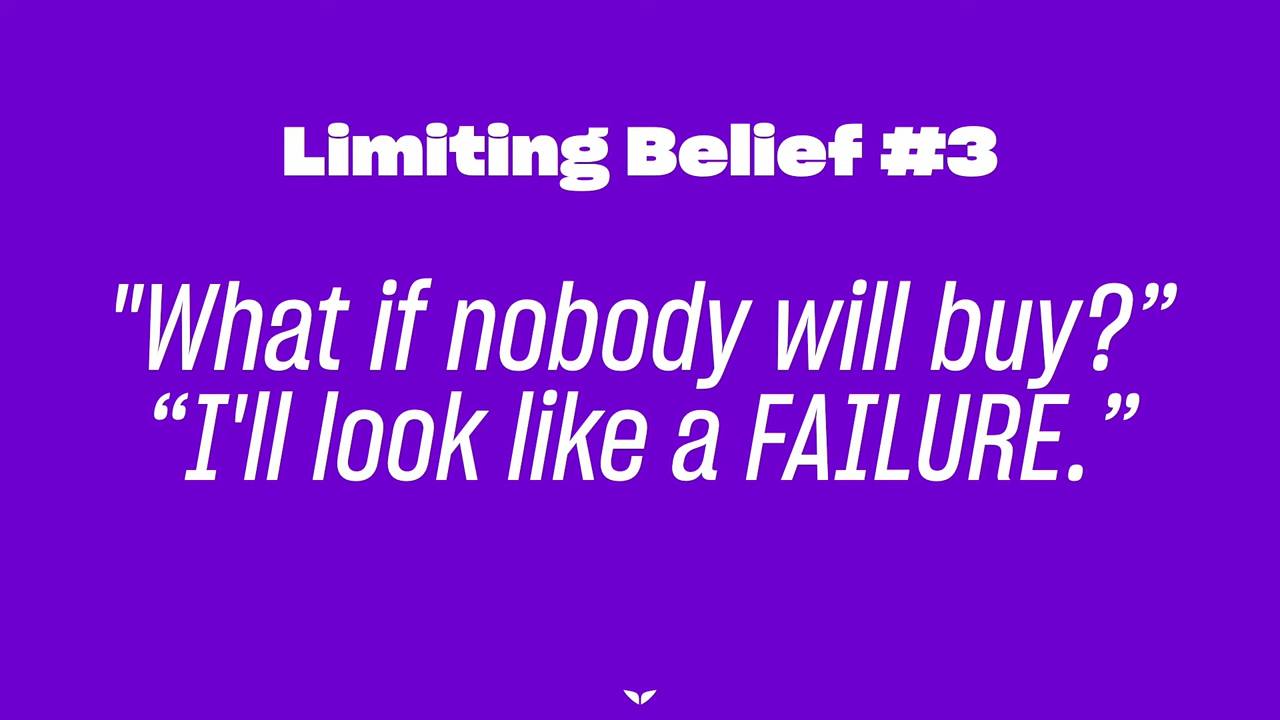 Limiting Belief #3
"What if nobody will buy?”
“I'll look like a FAILURE.”